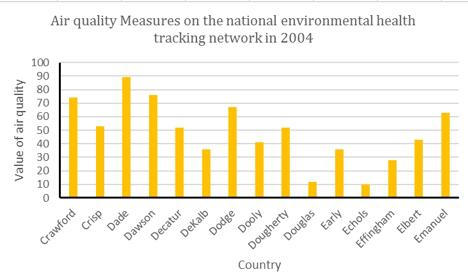 Air quality Measures on the national environmental health
tracking network in 2004
Value of air quality
100
90
80
70
60
50
40
30
20
10
0
Crawford
Crisp
Dade
Dawson
Decatur
DeKalb
Dodge
Dooly
Dougherty
Douglas
Early
Echols
Effingham
Elbert
Emanuel
Country